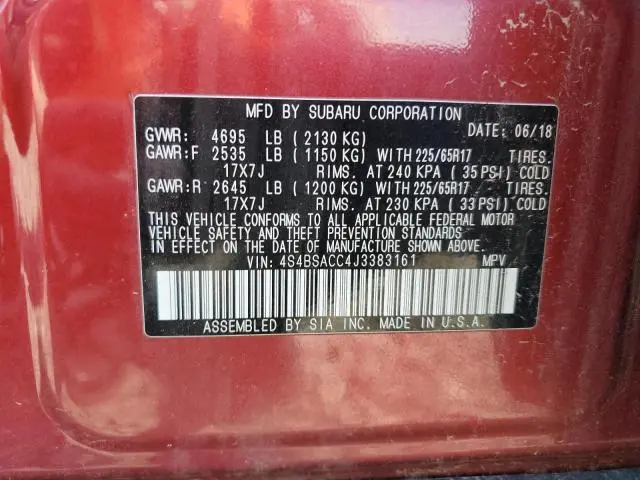 MFD BY SUBARU CORPORATION
GVWR: 4695 LB ( 2130 KG) DATE: 06/18
GAWR:F 2535 LB ( 1150 KG) WITH 225/65R17 TIRES.
17X7J RIMS. AT 240 KPA ( 35 PSI) COLD
GAWR:R 2645 LB ( 1200 KG) WITH 225/65R17 TIRES.
17X7J RIMS. AT 230 KPA ( 33 PSI) COLD
THIS VEHICLE CONFORMS TO ALL APPLICABLE FEDERAL MOTOR
VEHICLE SAFETY AND THEFT PREVENTION STANDARDS
IN EFFECT ON THE DATE OF MANUFACTURE SHOWN ABOVE.
VIN: 4S4BSACC4J3383161 MPV
ASSEMBLED BY SIA INC. MADE IN U.S.A.